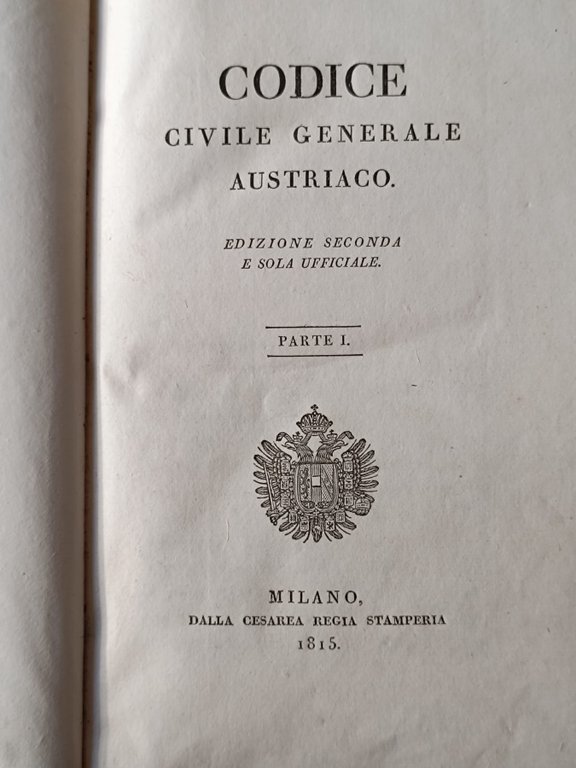 CODICE
CIVILE GENERALE
AUSTRIACO.
EDIZIONE SECONDA
E SOLA UFFICIALE.
PARTE I.
MILANO,
DALLA CESAREA REGIA STAMPERIA
1815.